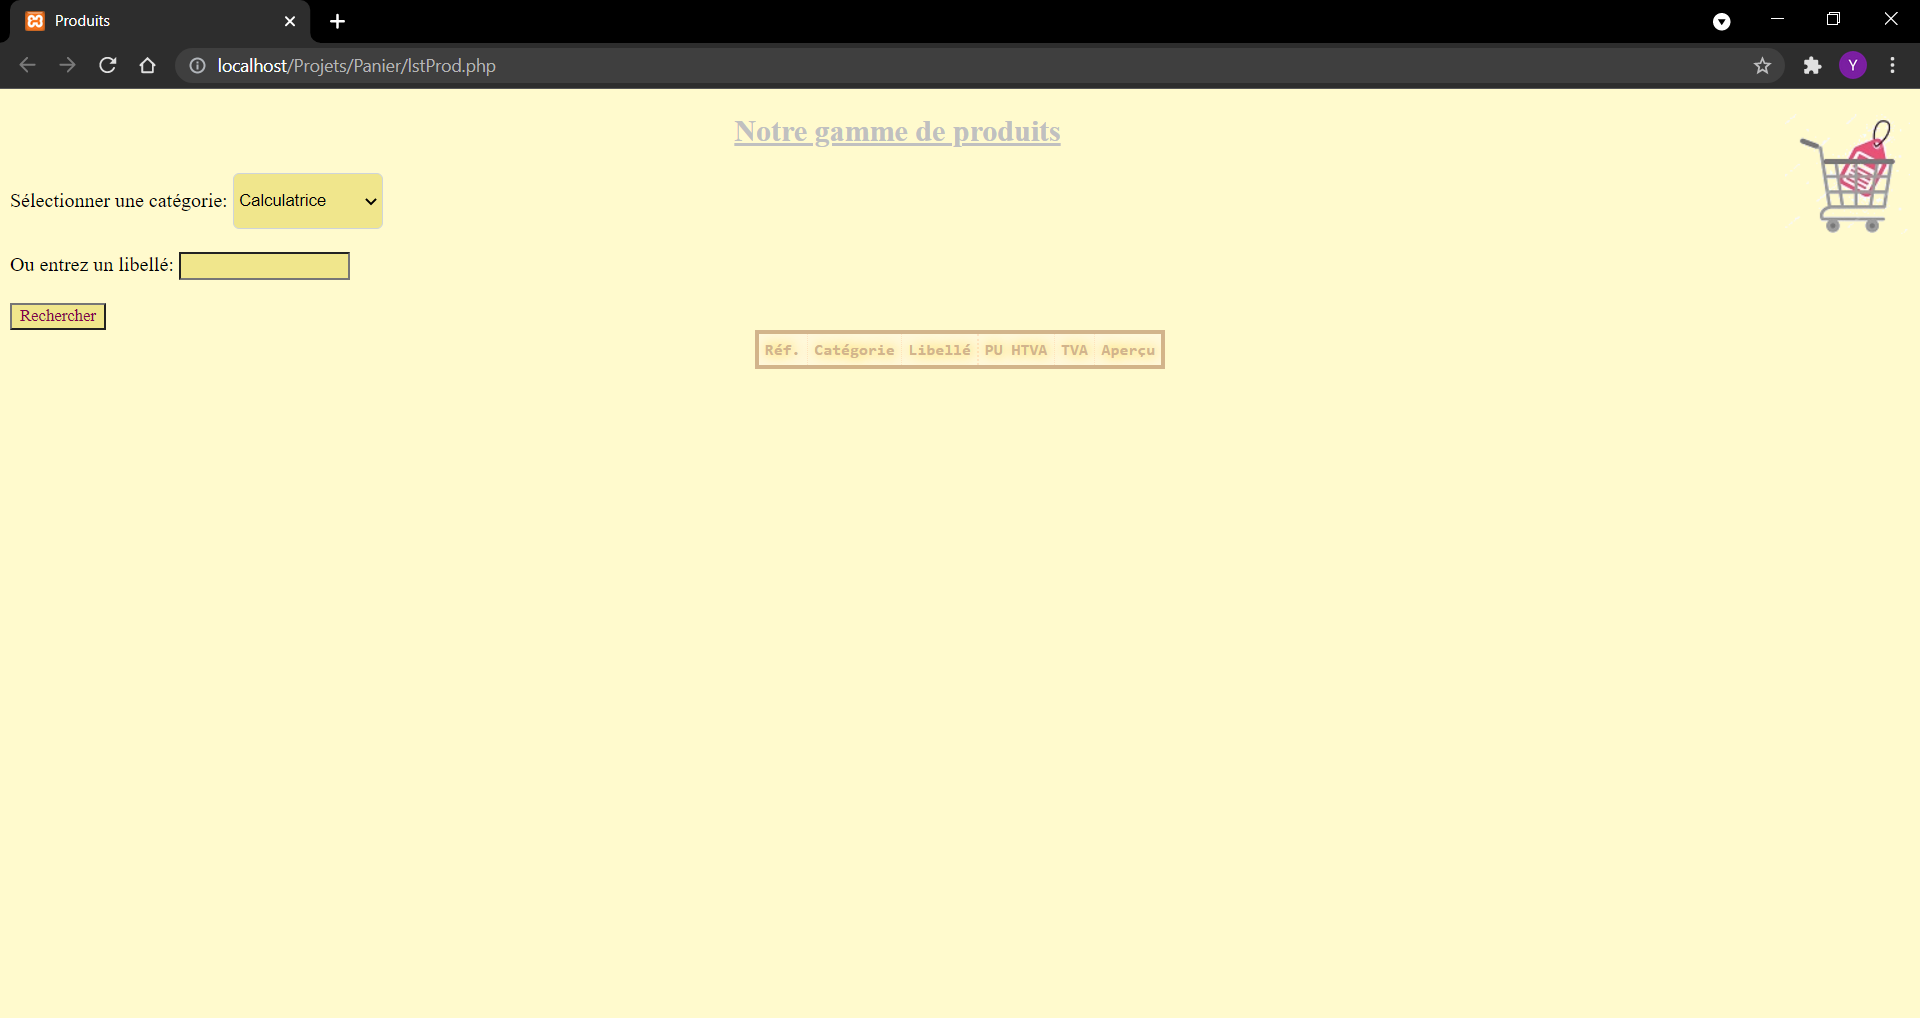 Produits
localhost/Projets/Panier/lstProd.php
Y
Notre gamme de produits
Sélectionner une catégorie: Calculatrice
Ou entrez un libellé:
Rechercher
Réf. Catégorie Libellé PU HTVA TVA Aperçu